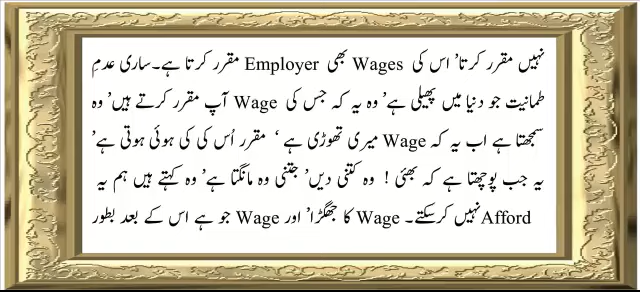 نہیں مقرر کرتا’ اس کی Wages بھی Employer مقرر کرتا ہے۔ساری عدمِ
طمانیت جو دنیا میں پھیلی ہے’ وہ یہ کہ جس کی Wage آپ مقرر کرتے ہیں’ وہ
سمجھتا ہے اب یہ کہ Wage میری تھوڑی ہے ‘ مقرر اُس کی کی ہوئی ہوتی ہے’
یہ جب پوچھتا ہے کہ بھئی ! وہ کتنی دیں’ جتنی وہ مانگتا ہے’ وہ کہتے ہیں ہم یہ
Afford نہیں کرسکتے۔ Wage کا جھگڑا’ اور Wage جو ہے اس کے بعد بطور